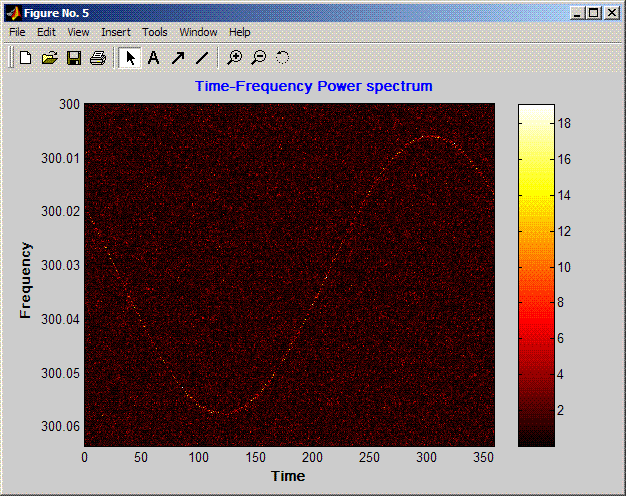 Figure No. 5
File Edit View Insert Tools Window Help
Time-Frequency Power spectrum
300
300.01
300.02
300.03
300.04
300.05
300.06
Frequency
0 50 100 150 200 250 300 350
Time
18
16
14
12
10
8
6
4
2